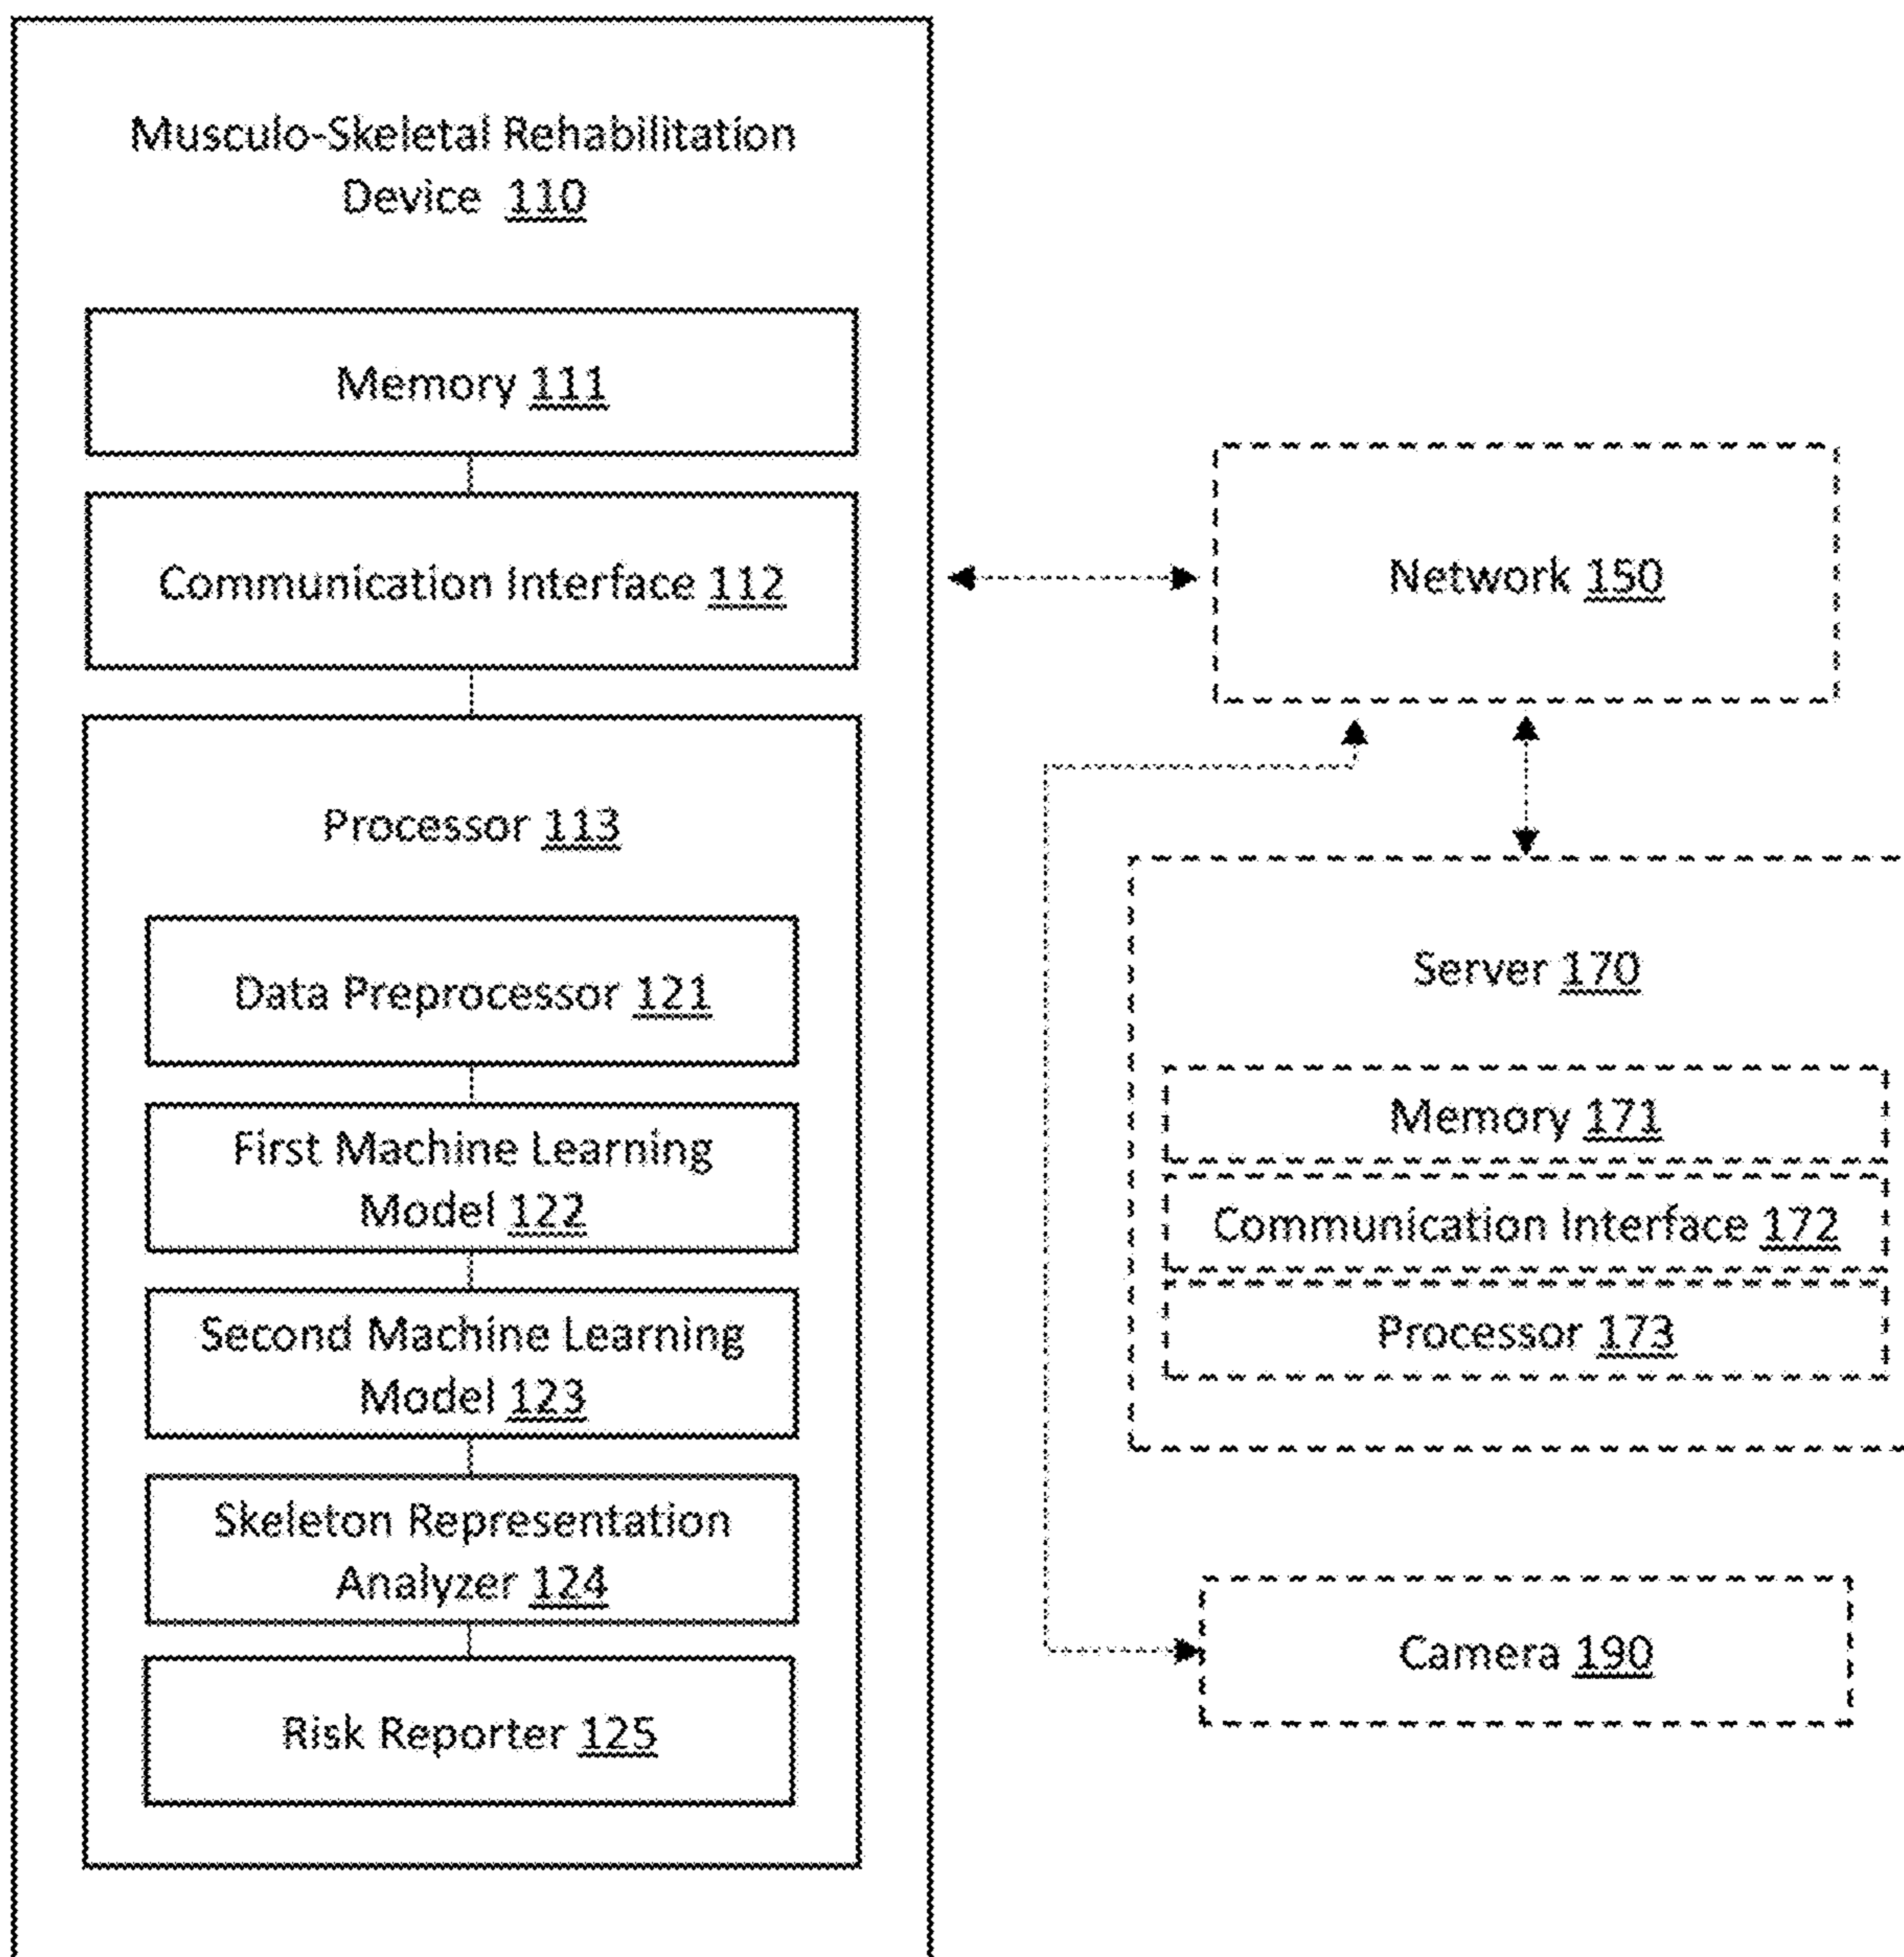 Musculo-Skeletal Rehabilitation
Device 110
Memory 111
Communication Interface 112
Processor 113
Data Preprocessor 121
First Machine Learning
Model 122
Second Machine Learning
Model 123
Skeleton Representation
Analyzer 124
Risk Reporter 125
Network 150
Server 170
Memory 171
Communication Interface 172
Processor 173
Camera 190